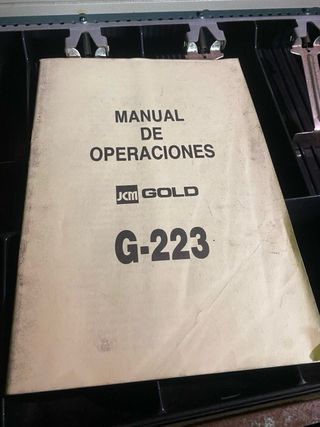 MANUAL
DE
OPERACIONES
JCM GOLD
G-223